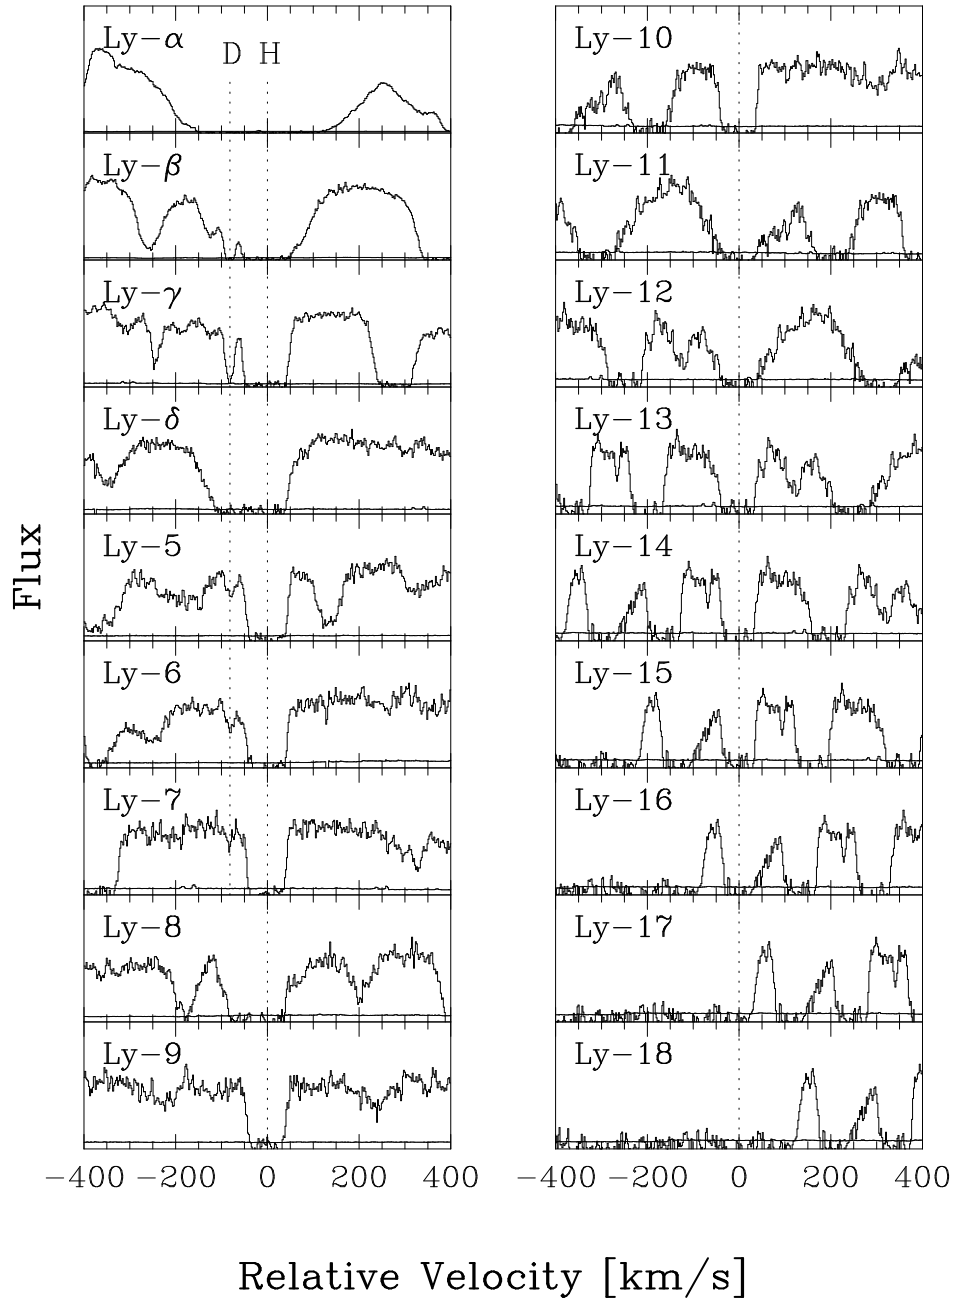 Ly-α
D H
Ly-β
Ly-γ
Ly-δ
Ly-5
Ly-6
Ly-7
Ly-8
Ly-9
-400 -200 0 200 400
Ly-10
Ly-11
Ly-12
Ly-13
Ly-14
Ly-15
Ly-16
Ly-17
Ly-18
-400 -200 0 200 400
Flux
Relative Velocity [km/s]